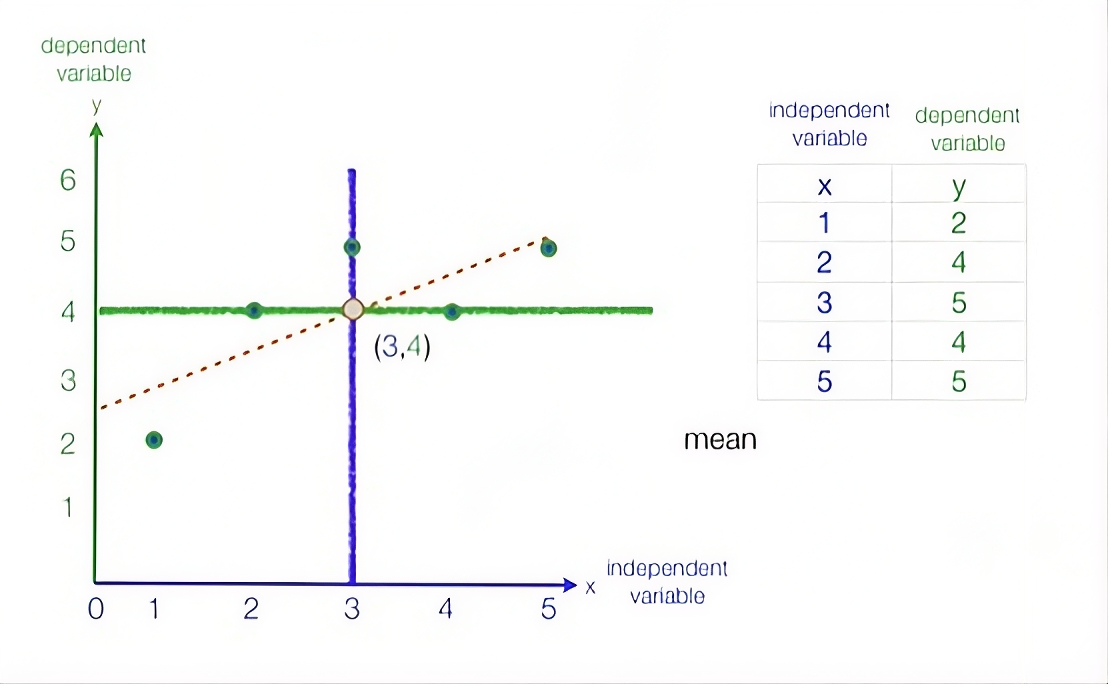 dependent
variable
y
6
5
4
3
2
1
(3,4)
0 1 2 3 4 5
x
independent
variable
independent variable
dependent variable
x y
1 2
2 4
3 5
4 4
5 5
mean